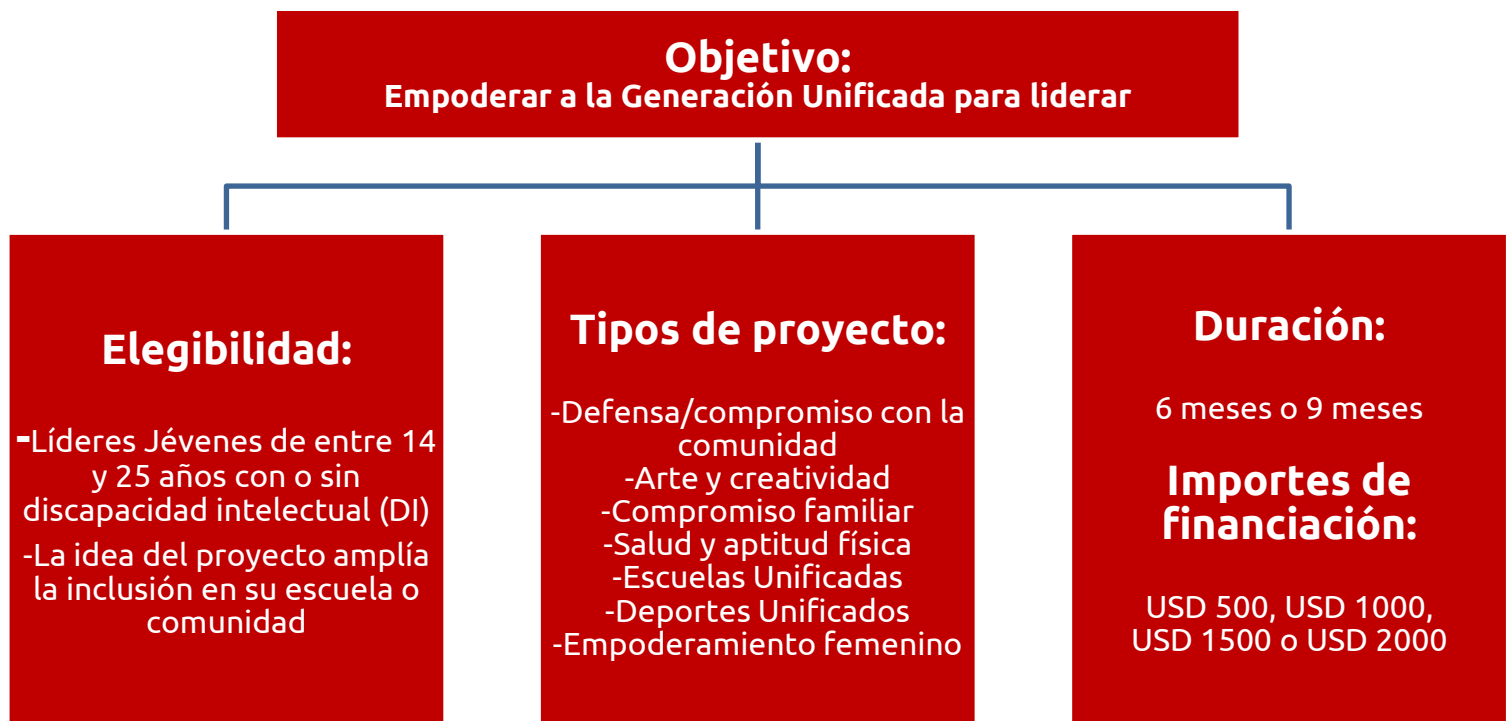 Objetivo:
Empoderar a la Generación Unificada para liderar
Elegibilidad:
-Líderes Jévenes de entre 14
y 25 años con o sin
discapacidad intelectual (DI)
-La idea del proyecto amplía
la inclusión en su escuela o
comunidad
Tipos de proyecto:
-Defensa/compromiso con la
comunidad
-Arte y creatividad
-Compromiso familiar
-Salud y aptitud física
-Escuelas Unificadas
-Deportes Unificados
-Empoderamiento femenino
Duración:
6 meses o 9 meses
Importes de
financiación:
USD 500, USD 1000,
USD 1500 o USD 2000